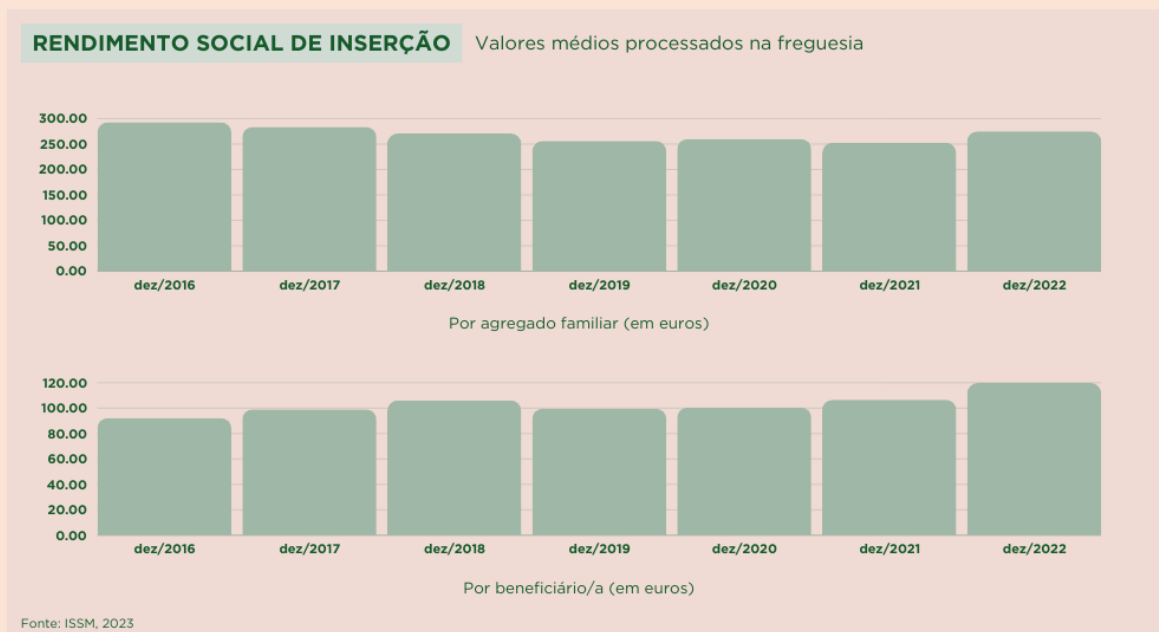 RENDIMENTO SOCIAL DE INSERÇÃO Valores médios processados na freguesia
300.00
250.00
200.00
150.00
100.00
50.00
0.00
dez/2016 dez/2017 dez/2018 dez/2019 dez/2020 dez/2021 dez/2022
Por agregado familiar (em euros)
120.00
100.00
80.00
60.00
40.00
20.00
0.00
dez/2016 dez/2017 dez/2018 dez/2019 dez/2020 dez/2021 dez/2022
Por beneficiário/a (em euros)
Fonte: ISSM, 2023